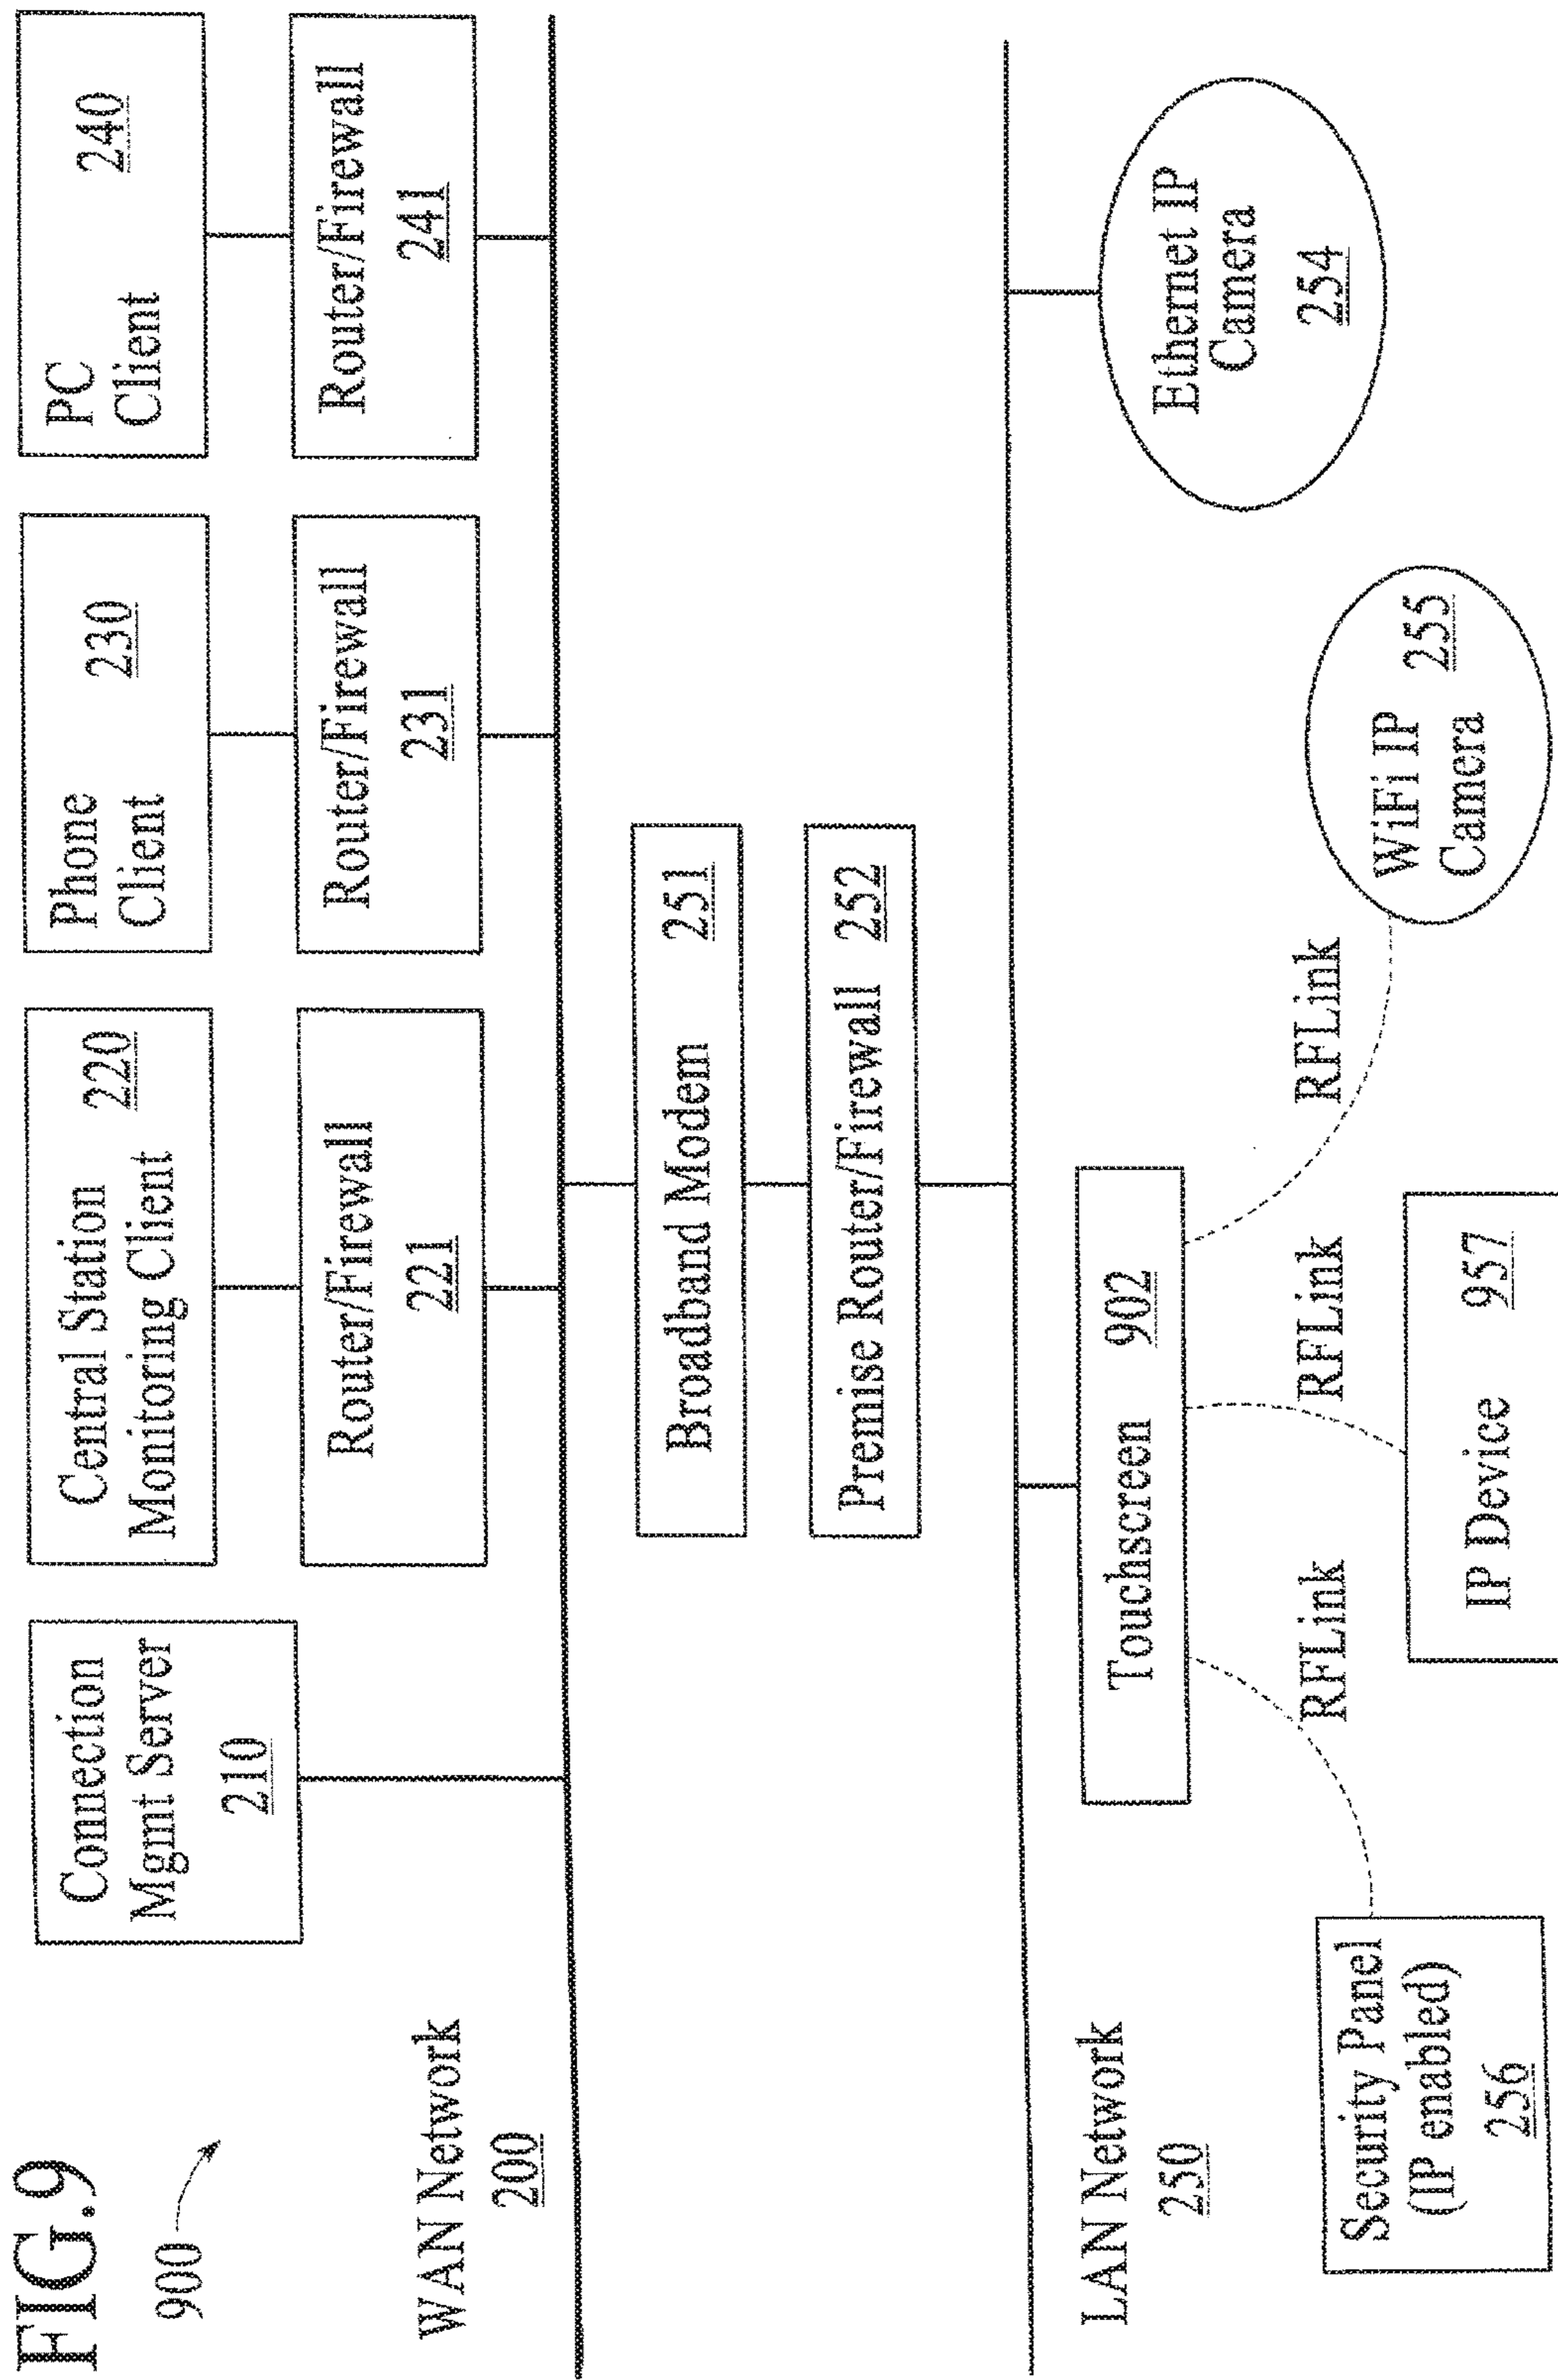 FIG.9
900
Connection
Mgmt Server
210
Central Station
Monitoring Client
220
Phone
Client
230
PC
Client
240
Router/Firewall
221
Router/Firewall
231
Router/Firewall
241
WAN Network
200
Broadband Modem 251
Premise Router/Firewall 252
LAN Network
250
Touchscreen 902
Ethernet IP
Camera
254
RFLink
RFLink
RFLink
Security Panel
(IP enabled)
256
IP Device 957
WiFi IP 255
Camera